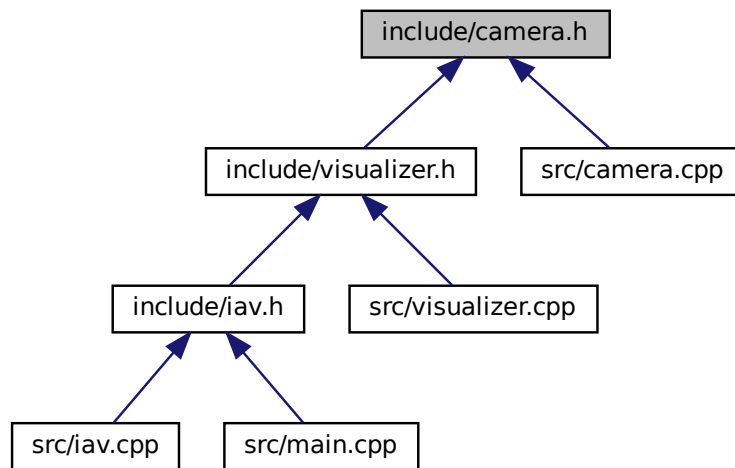 include/camera.h
include/visualizer.h
src/camera.cpp
include/iav.h
src/visualizer.cpp
src/iav.cpp
src/main.cpp